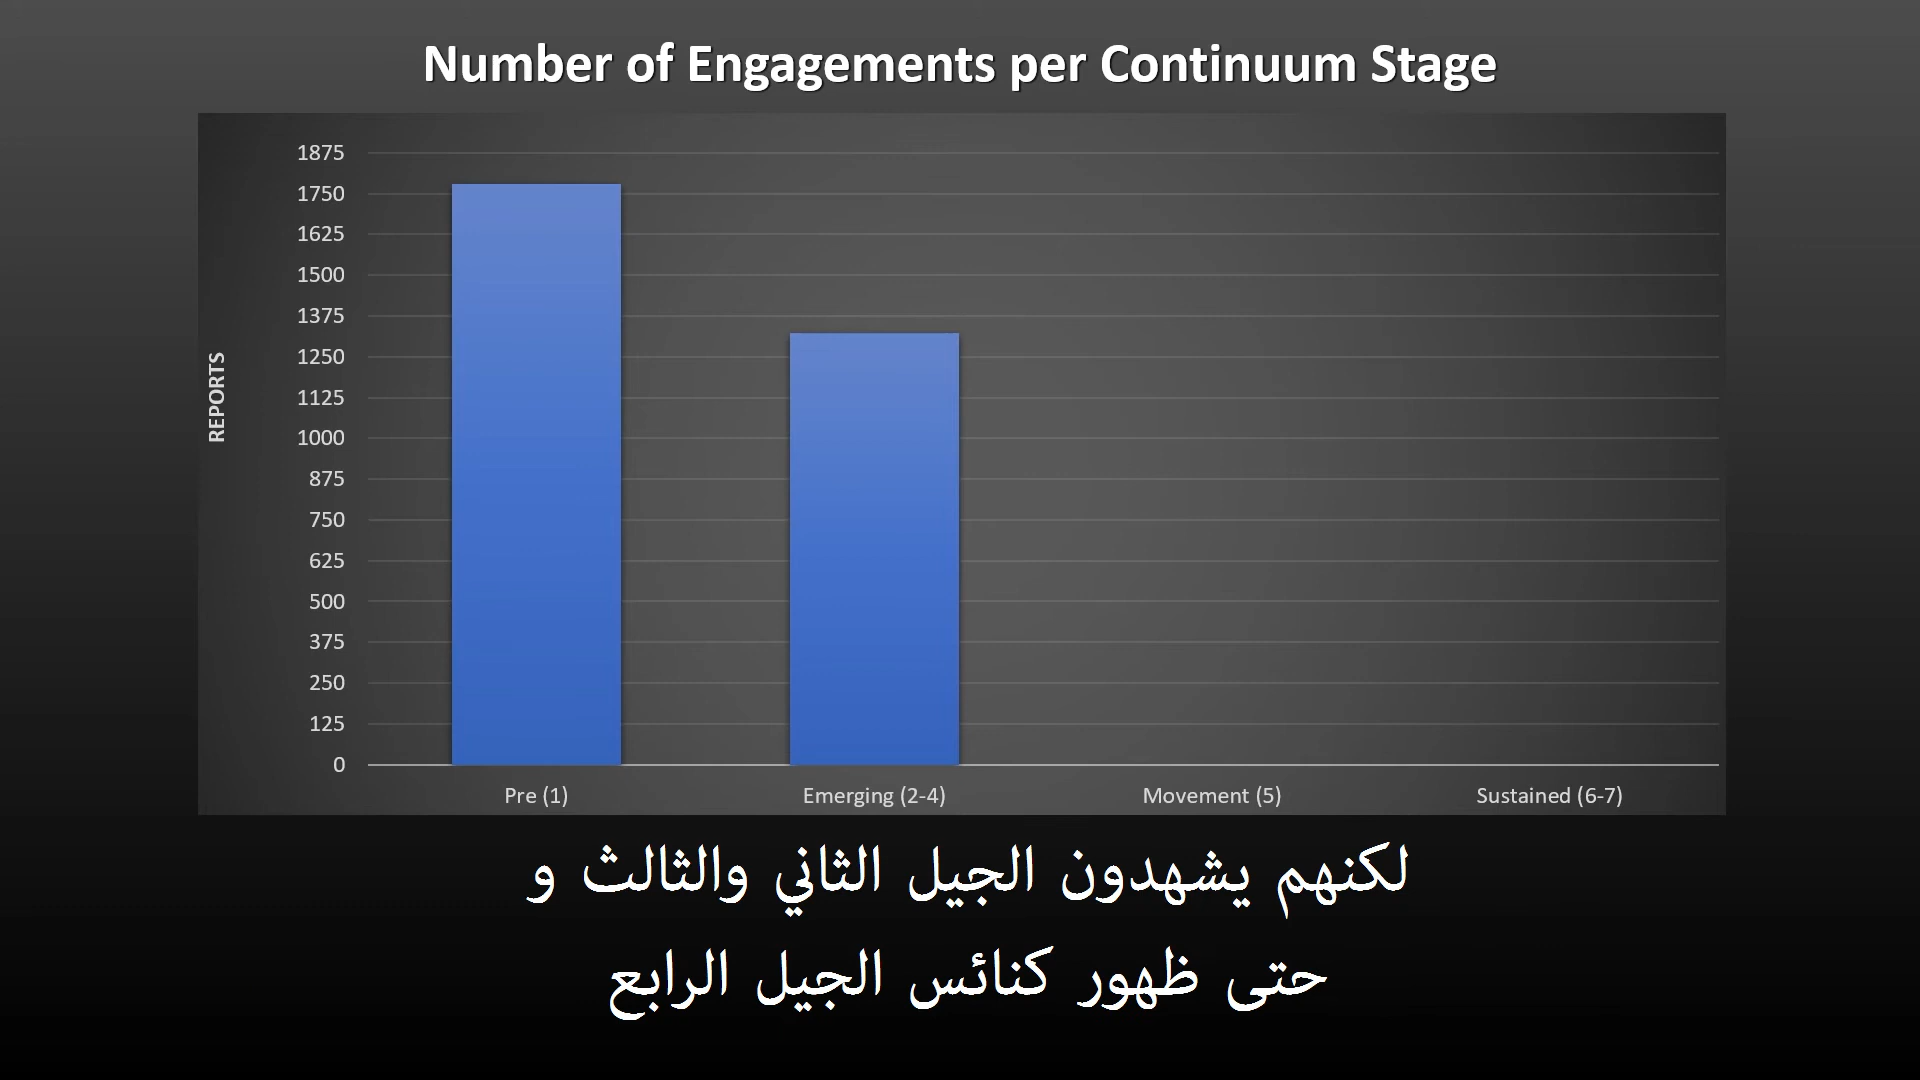 Number of Engagements per Continuum Stage
1875
1750
1625
1500
1375
1250
1125
1000
875
750
625
500
375
250
125
0
REPORTS
Pre (1)
Emerging (2-4)
Movement (5)
Sustained (6-7)
لكنهم يشهدون الجيل الثاني والثالث و
حتى ظهور كنائس الجيل الرابع